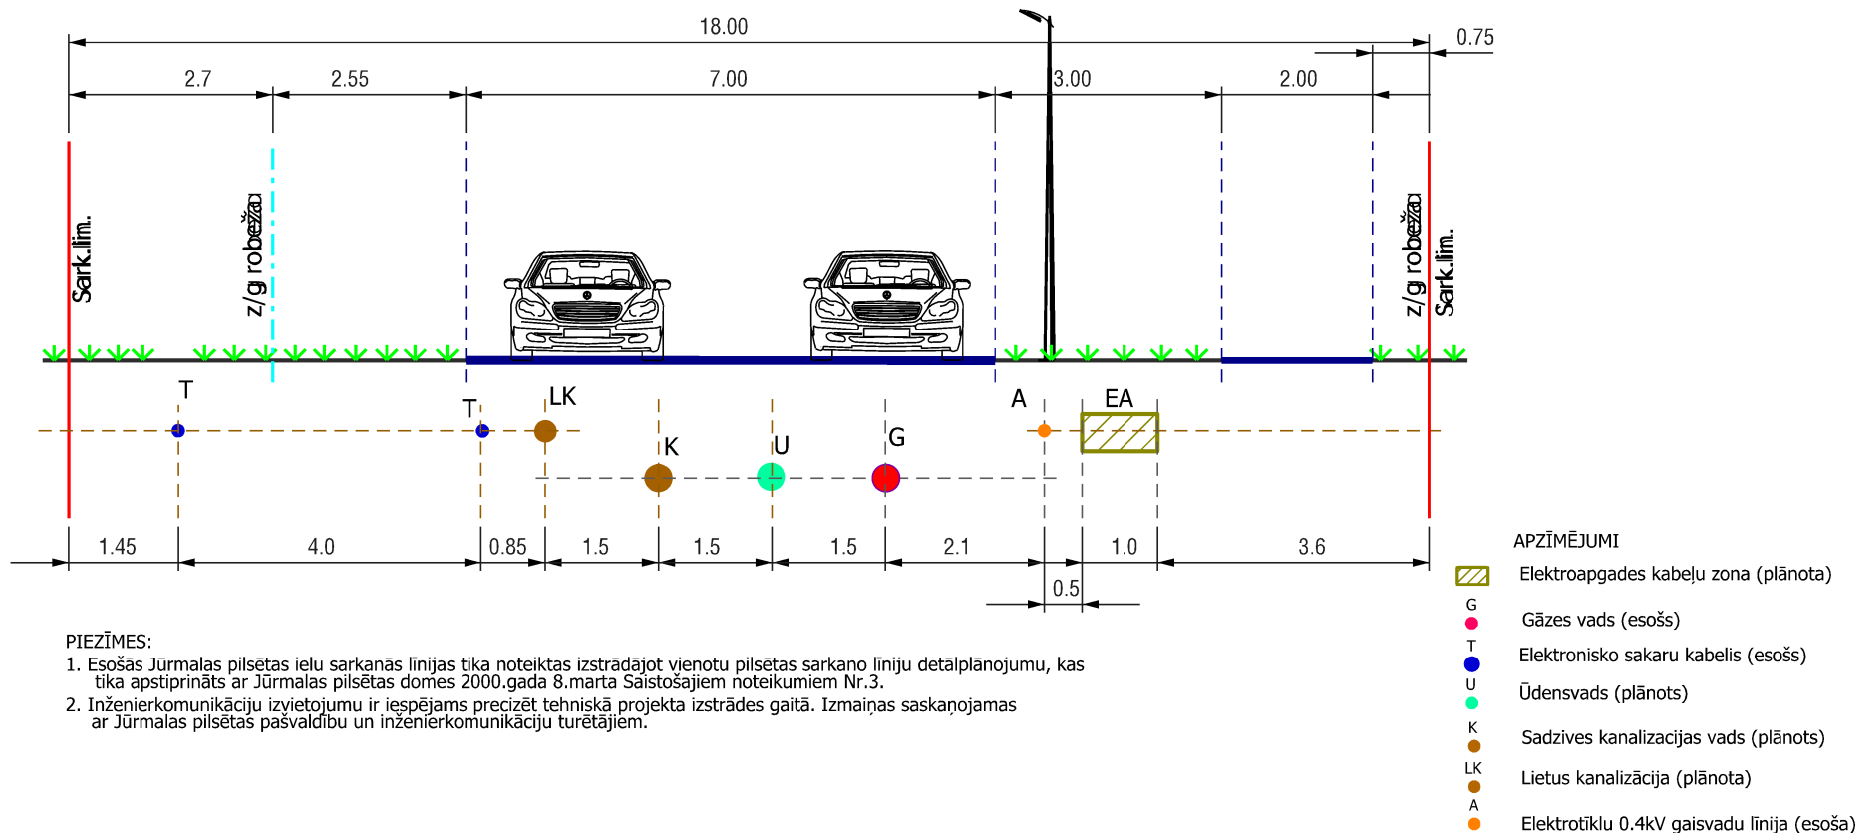 18.00
0.75
2.7 2.55 7.00 3.00 2.00
Sark.lim.
z/g robeža
z/g robeža
Sark.lim.
T T LK A EA
K U G
1.45 4.0 0.85 1.5 1.5 1.5 2.1 1.0 3.6
0.5
PIEZĪMES:
1. Esošās Jūrmalas pilsētas ielu sarkanās līnijas tika noteiktas izstrādājot vienotu pilsētas sarkano līniju detālplānojumu, kas
tika apstiprināts ar Jūrmalas pilsētas domes 2000.gada 8.marta Saistošajiem noteikumiem Nr.3.
2. Inženierkomunikāciju izvietojumu ir iespējams precizēt tehniskā projekta izstrādes gaitā. Izmaiņas saskaņojamas
ar Jūrmalas pilsētas pašvaldību un inženierkomunikāciju turētājiem.
APZĪMĒJUMI
Elektroapgades kabeļu zona (plānota)
G Gāzes vads (esošs)
T Elektronisko sakaru kabelis (esošs)
U Ūdensvads (plānots)
K Sadzives kanalizacijas vads (plānots)
LK Lietus kanalizācija (plānota)
A Elektrotīklu 0.4kV gaisvadu līnija (esoša)